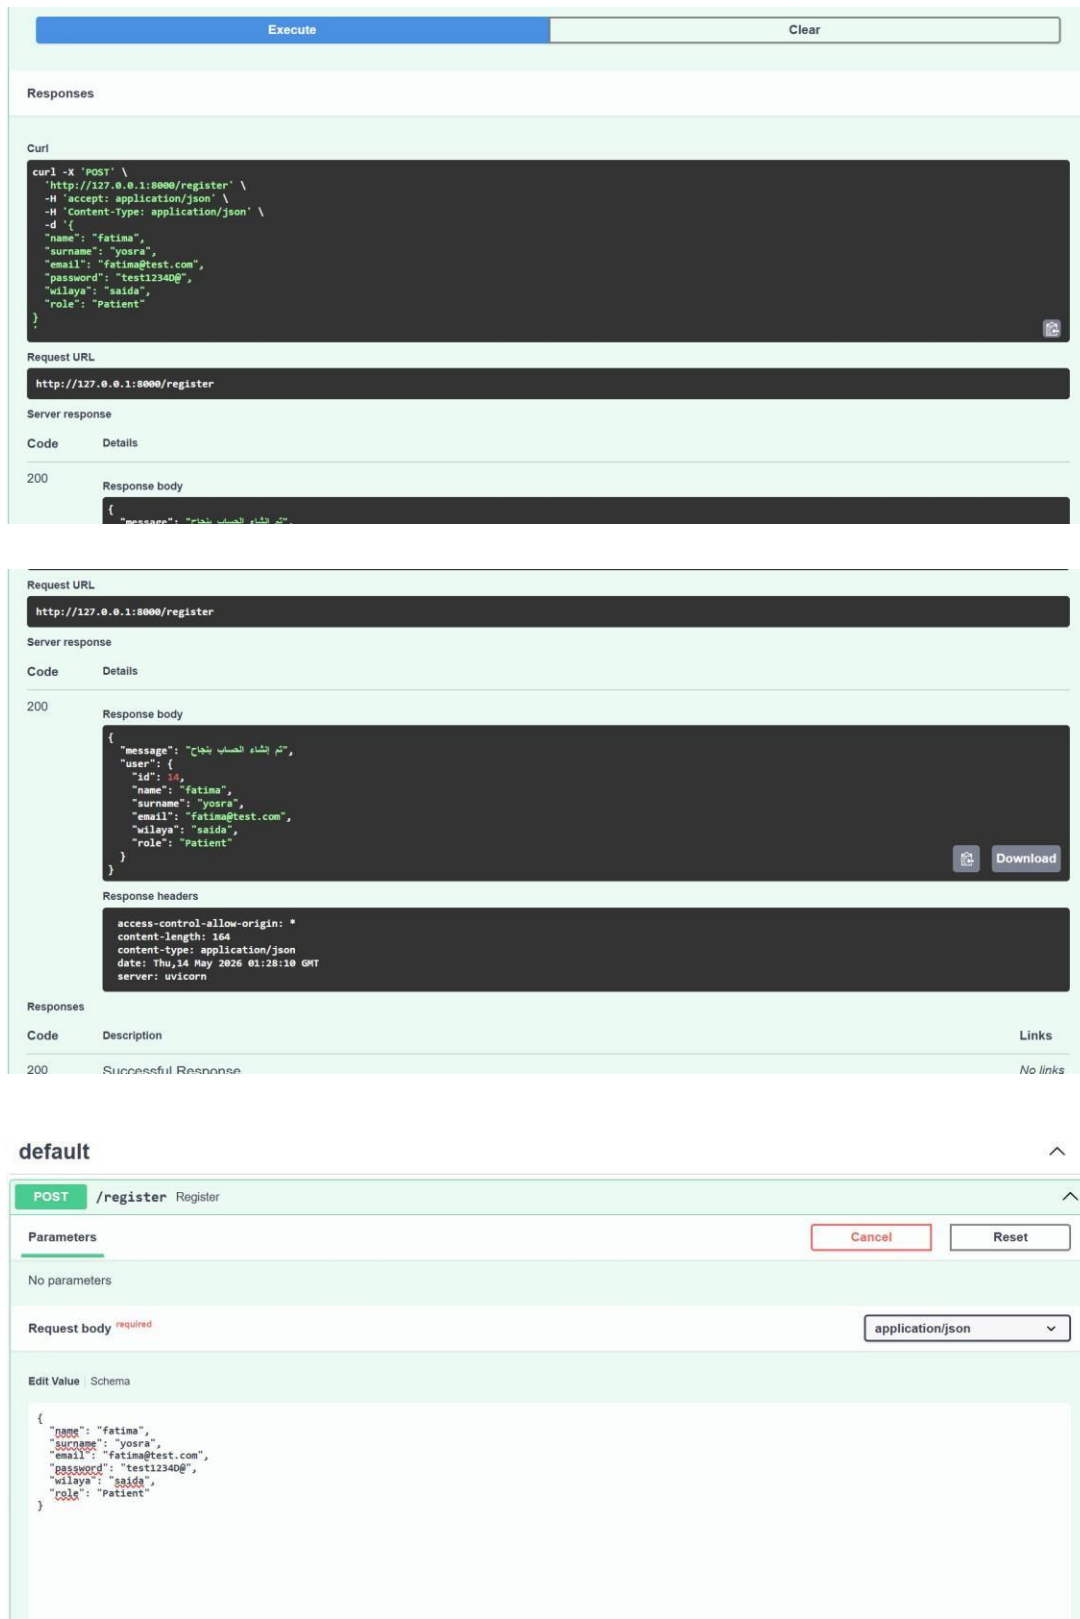 Execute
Clear
Responses
Curl
curl -X 'POST' \
'http://127.0.0.1:8000/register' \
-H 'accept: application/json' \
-H 'Content-Type: application/json' \
-d '{
"name": "fatima",
"surname": "yosra",
"email": "fatima@test.com",
"password": "test1234D@",
"wilaya": "saida",
"role": "Patient"
}
'
Request URL
http://127.0.0.1:8000/register
Server response
Code Details
200
Response body
{
"message": "تم إنشاء الحساب بنجاح",
Request URL
http://127.0.0.1:8000/register
Server response
Code Details
200
Response body
{
"message": "تم إنشاء الحساب بنجاح",
"user": {
"id": 14,
"name": "fatima",
"surname": "yosra",
"email": "fatima@test.com",
"wilaya": "saida",
"role": "Patient"
}
}
Download
Response headers
access-control-allow-origin: *
content-length: 164
content-type: application/json
date: Thu,14 May 2026 01:28:10 GMT
server: uvicorn
Responses
Code Description Links
200 Successful Response No links
default
POST /register Register
Parameters
Cancel
Reset
No parameters
Request body required
application/json
Edit Value | Schema
{
"name": "fatima",
"surname": "yosra",
"email": "fatima@test.com",
"password": "test1234D@",
"wilaya": "saida",
"role": "Patient"
}